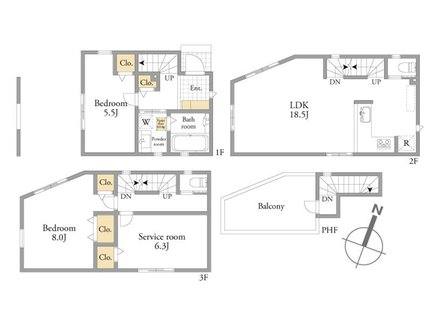 Clo.
Clo.
UP
Ent.
Bedroom
5.5J
W
Powder
room
Bath
room
1F
DN
UP
LDK
18.5J
R
2F
Clo.
DN
UP
Bedroom
8.0J
Clo.
Clo.
Service room
6.3J
3F
DN
Balcony
PHF
N